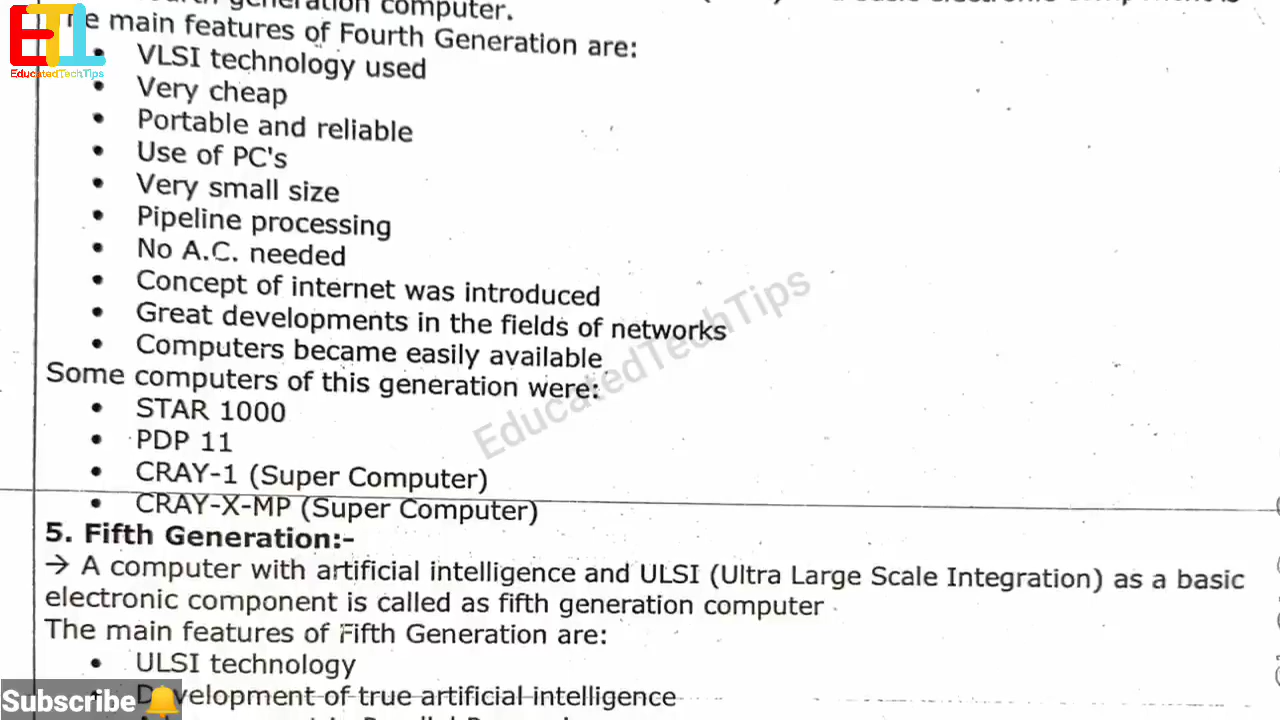 fourth generation computer.
The main features of Fourth Generation are:
ETL
EducatedTechTips
• VLSI technology used
• Very cheap
• Portable and reliable
• Use of PC's
• Very small size
• Pipeline processing
• No A.C. needed
• Concept of internet was introduced
• Great developments in the fields of networks
• Computers became easily available
EducatedTechTips
Some computers of this generation were:
• STAR 1000
• PDP 11
• CRAY-1 (Super Computer)
• CRAY-X-MP (Super Computer)
5. Fifth Generation:-
→ A computer with artificial intelligence and ULSI (Ultra Large Scale Integration) as a basic
electronic component is called as fifth generation computer
The main features of Fifth Generation are:
• ULSI technology
• Development of true artificial intelligence
Subscribe